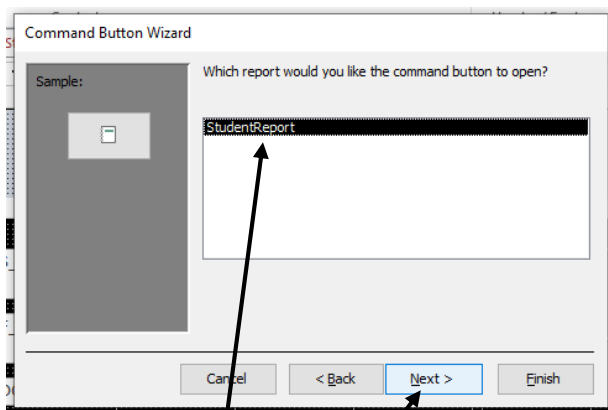 Command Button Wizard
Sample:
Which report would you like the command button to open?
StudentReport
Cancel
< Back
Next >
Finish